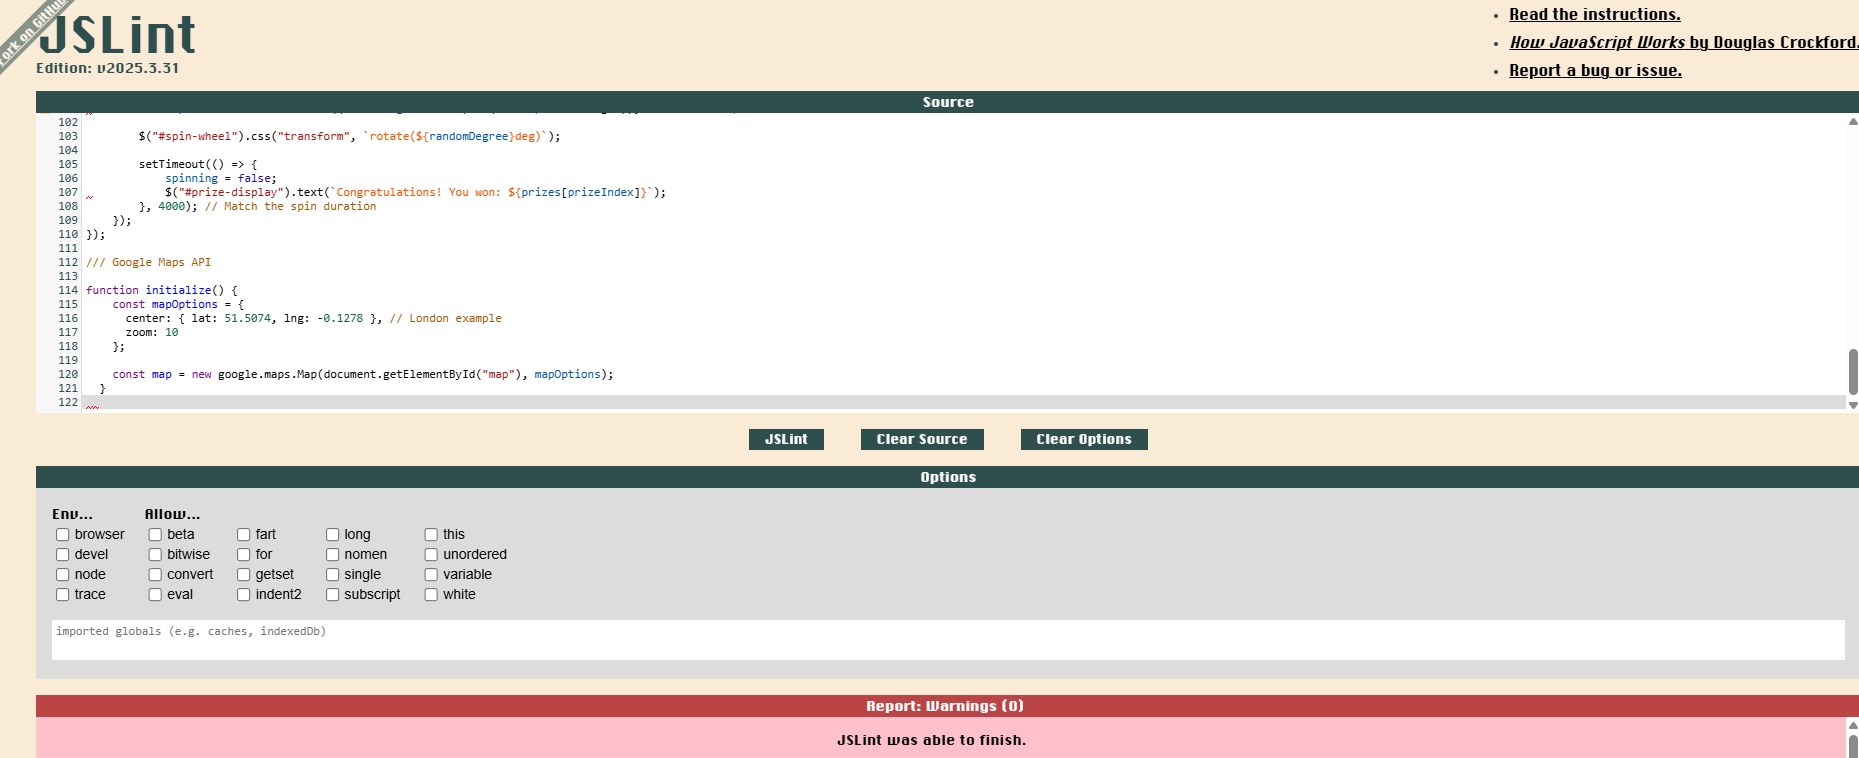 Fork on GitHub
JSLint
Edition: v2025.3.31
Read the instructions.
How JavaScript Works by Douglas Crockford.
Report a bug or issue.
Source
102
103 $("#spin-wheel").css("transform", `rotate(${randomDegree}deg)`);
104
105 setTimeout(() => {
106 spinning = false;
107 $("#prize-display").text(`Congratulations! You won: ${prizes[prizeIndex]}`);
108 }, 4000); // Match the spin duration
109 });
110 });
111
112 /// Google Maps API
113
114 function initialize() {
115 const mapOptions = {
116 center: { lat: 51.5074, lng: -0.1278 }, // London example
117 zoom: 10
118 };
119
120 const map = new google.maps.Map(document.getElementById("map"), mapOptions);
121 }
122
JSLint Clear Source Clear Options
Options
Env... Allow...
browser beta fart long this
devel bitwise for nomen unordered
node convert getset single variable
trace eval indent2 subscript white
imported globals (e.g. caches, indexedDb)
Report: Warnings (0)
JSLint was able to finish.